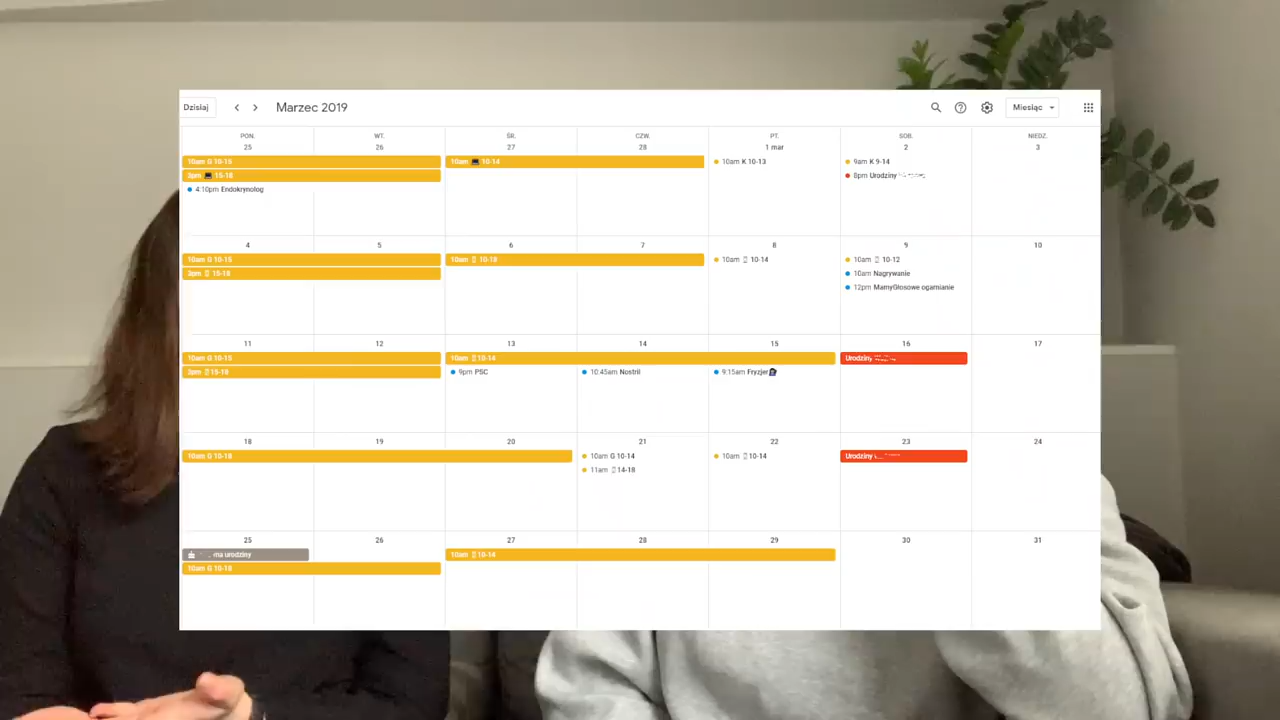 Dzisiaj Marzec 2019 Miesiąc
PON. WT. ŚR. CZW. PT. SOB. NIEDZ.
25 26 27 28 1 mar 2 3
10am G 10-15 10am 10-14 10am K 10-13 9am K 9-14
3pm 15-18 8pm Urodziny
4:10pm Endokrynolog
4 5 6 7 8 9 10
10am G 10-15 10am 10-18 10am 10-14 10am 10-12
3pm 15-18 10am Nagrywanie
12pm MamyGłosowe ogarnianie
11 12 13 14 15 16 17
10am G 10-15 10am 10-14 Urodziny
3pm 15-18 9pm PSC 10:45am Nostril 9:15am Fryzjer
18 19 20 21 22 23 24
10am G 10-18 10am G 10-14 10am 10-14 Urodziny
11am 14-18
25 26 27 28 29 30 31
ma urodziny 10am 10-14
10am G 10-18